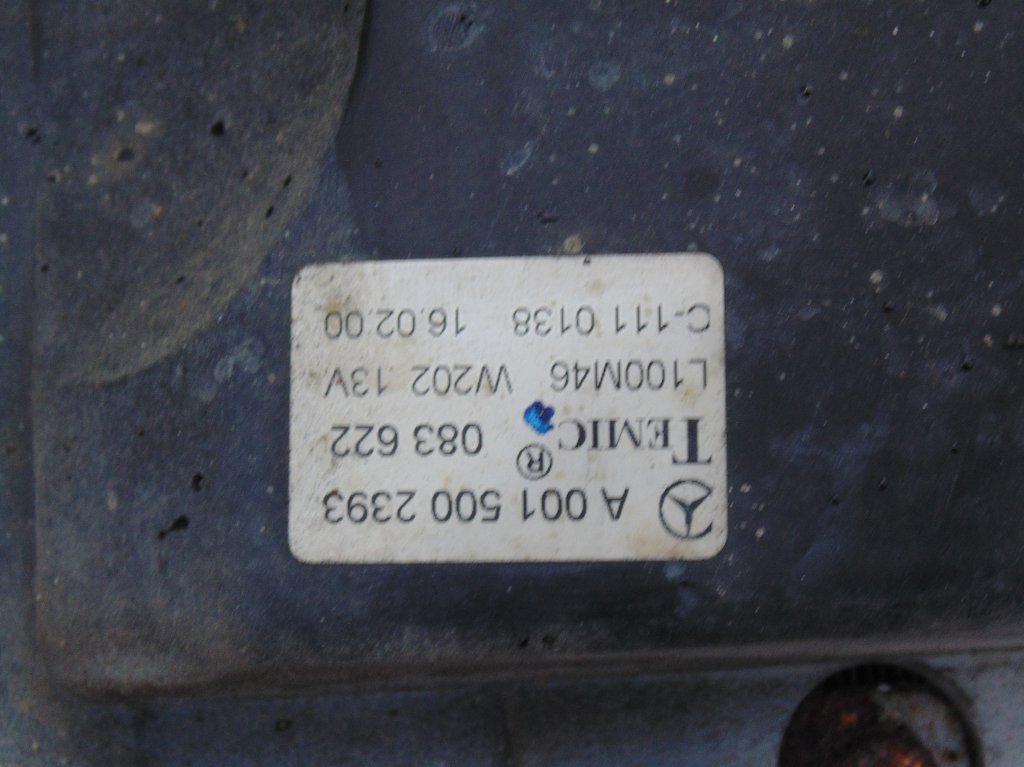 A 001 500 2393
TEMIC® 083 622
L100M46 W202 13V
C-111 0138 16.02.00